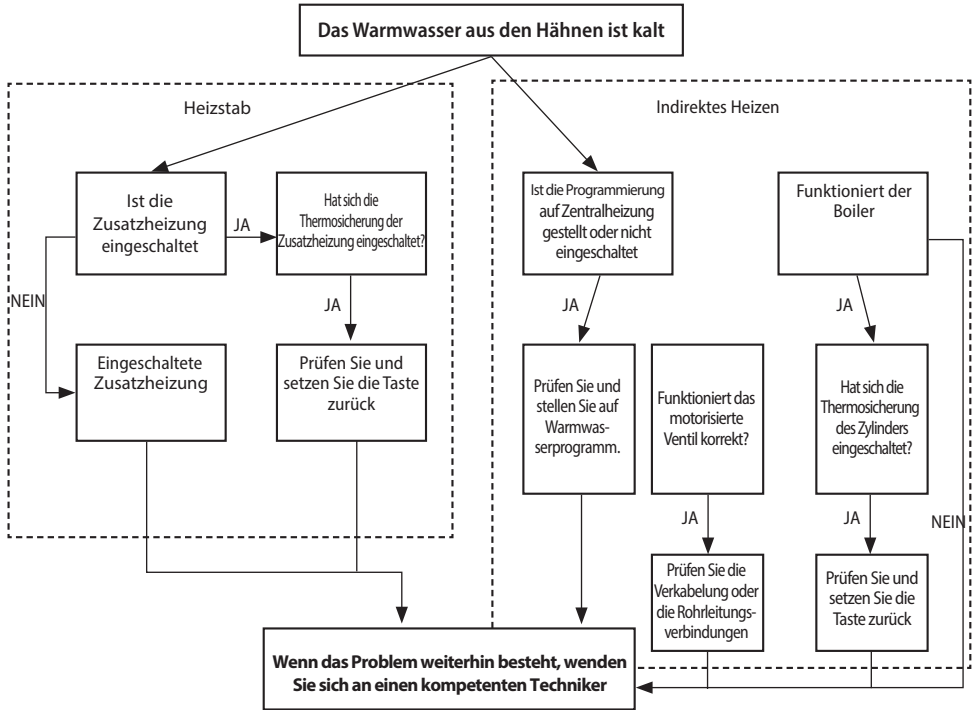 Das Warmwasser aus den Hähnen ist kalt
Heizstab
Ist die
Zusatzheizung
eingeschaltet
JA
Hat sich die
Thermosicherung der
Zusatzheizung eingeschaltet?
NEIN
JA
Eingeschaltete
Zusatzheizung
Prüfen Sie und
setzen Sie die Taste
zurück
Indirektes Heizen
Ist die Programmierung
auf Zentralheizung
gestellt oder nicht
eingeschaltet
Funktioniert der
Boiler
JA
JA
Prüfen Sie und
stellen Sie auf
Warmwas-
serprogramm.
Funktioniert das
motorisierte
Ventil korrekt?
Hat sich die
Thermosicherung
des Zylinders
eingeschaltet?
JA
JA
NEIN
Prüfen Sie die
Verkabelung oder
die Rohrleitungs-
verbindungen
Prüfen Sie und
setzen Sie die
Taste zurück
Wenn das Problem weiterhin besteht, wenden
Sie sich an einen kompetenten Techniker